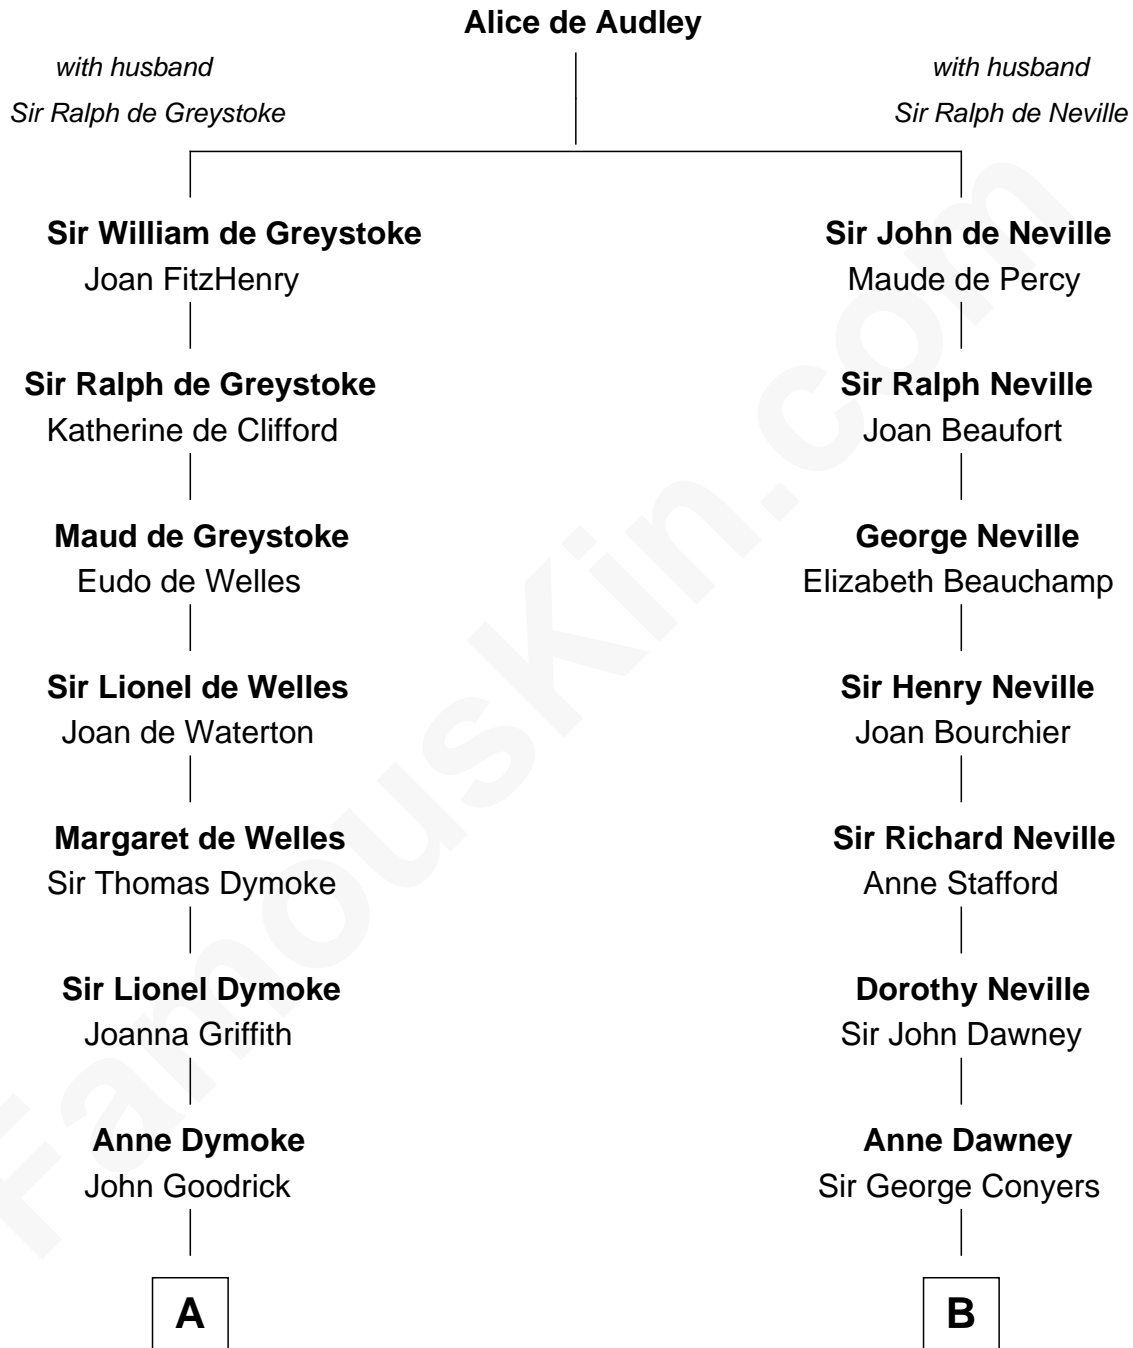 Alice de Audley
with husband
Sir Ralph de Greystoke
with husband
Sir Ralph de Neville
Sir William de Greystoke
Joan FitzHenry
Sir John de Neville
Maude de Percy
Sir Ralph de Greystoke
Katherine de Clifford
Sir Ralph Neville
Joan Beaufort
Maud de Greystoke
Eudo de Welles
George Neville
Elizabeth Beauchamp
Sir Lionel de Welles
Joan de Waterton
Sir Henry Neville
Joan Bourchier
Margaret de Welles
Sir Thomas Dymoke
Sir Richard Neville
Anne Stafford
Sir Lionel Dymoke
Joanna Griffith
Dorothy Neville
Sir John Dawney
Anne Dymoke
John Goodrick
Anne Dawney
Sir George Conyers
A
B
FamousKin.com